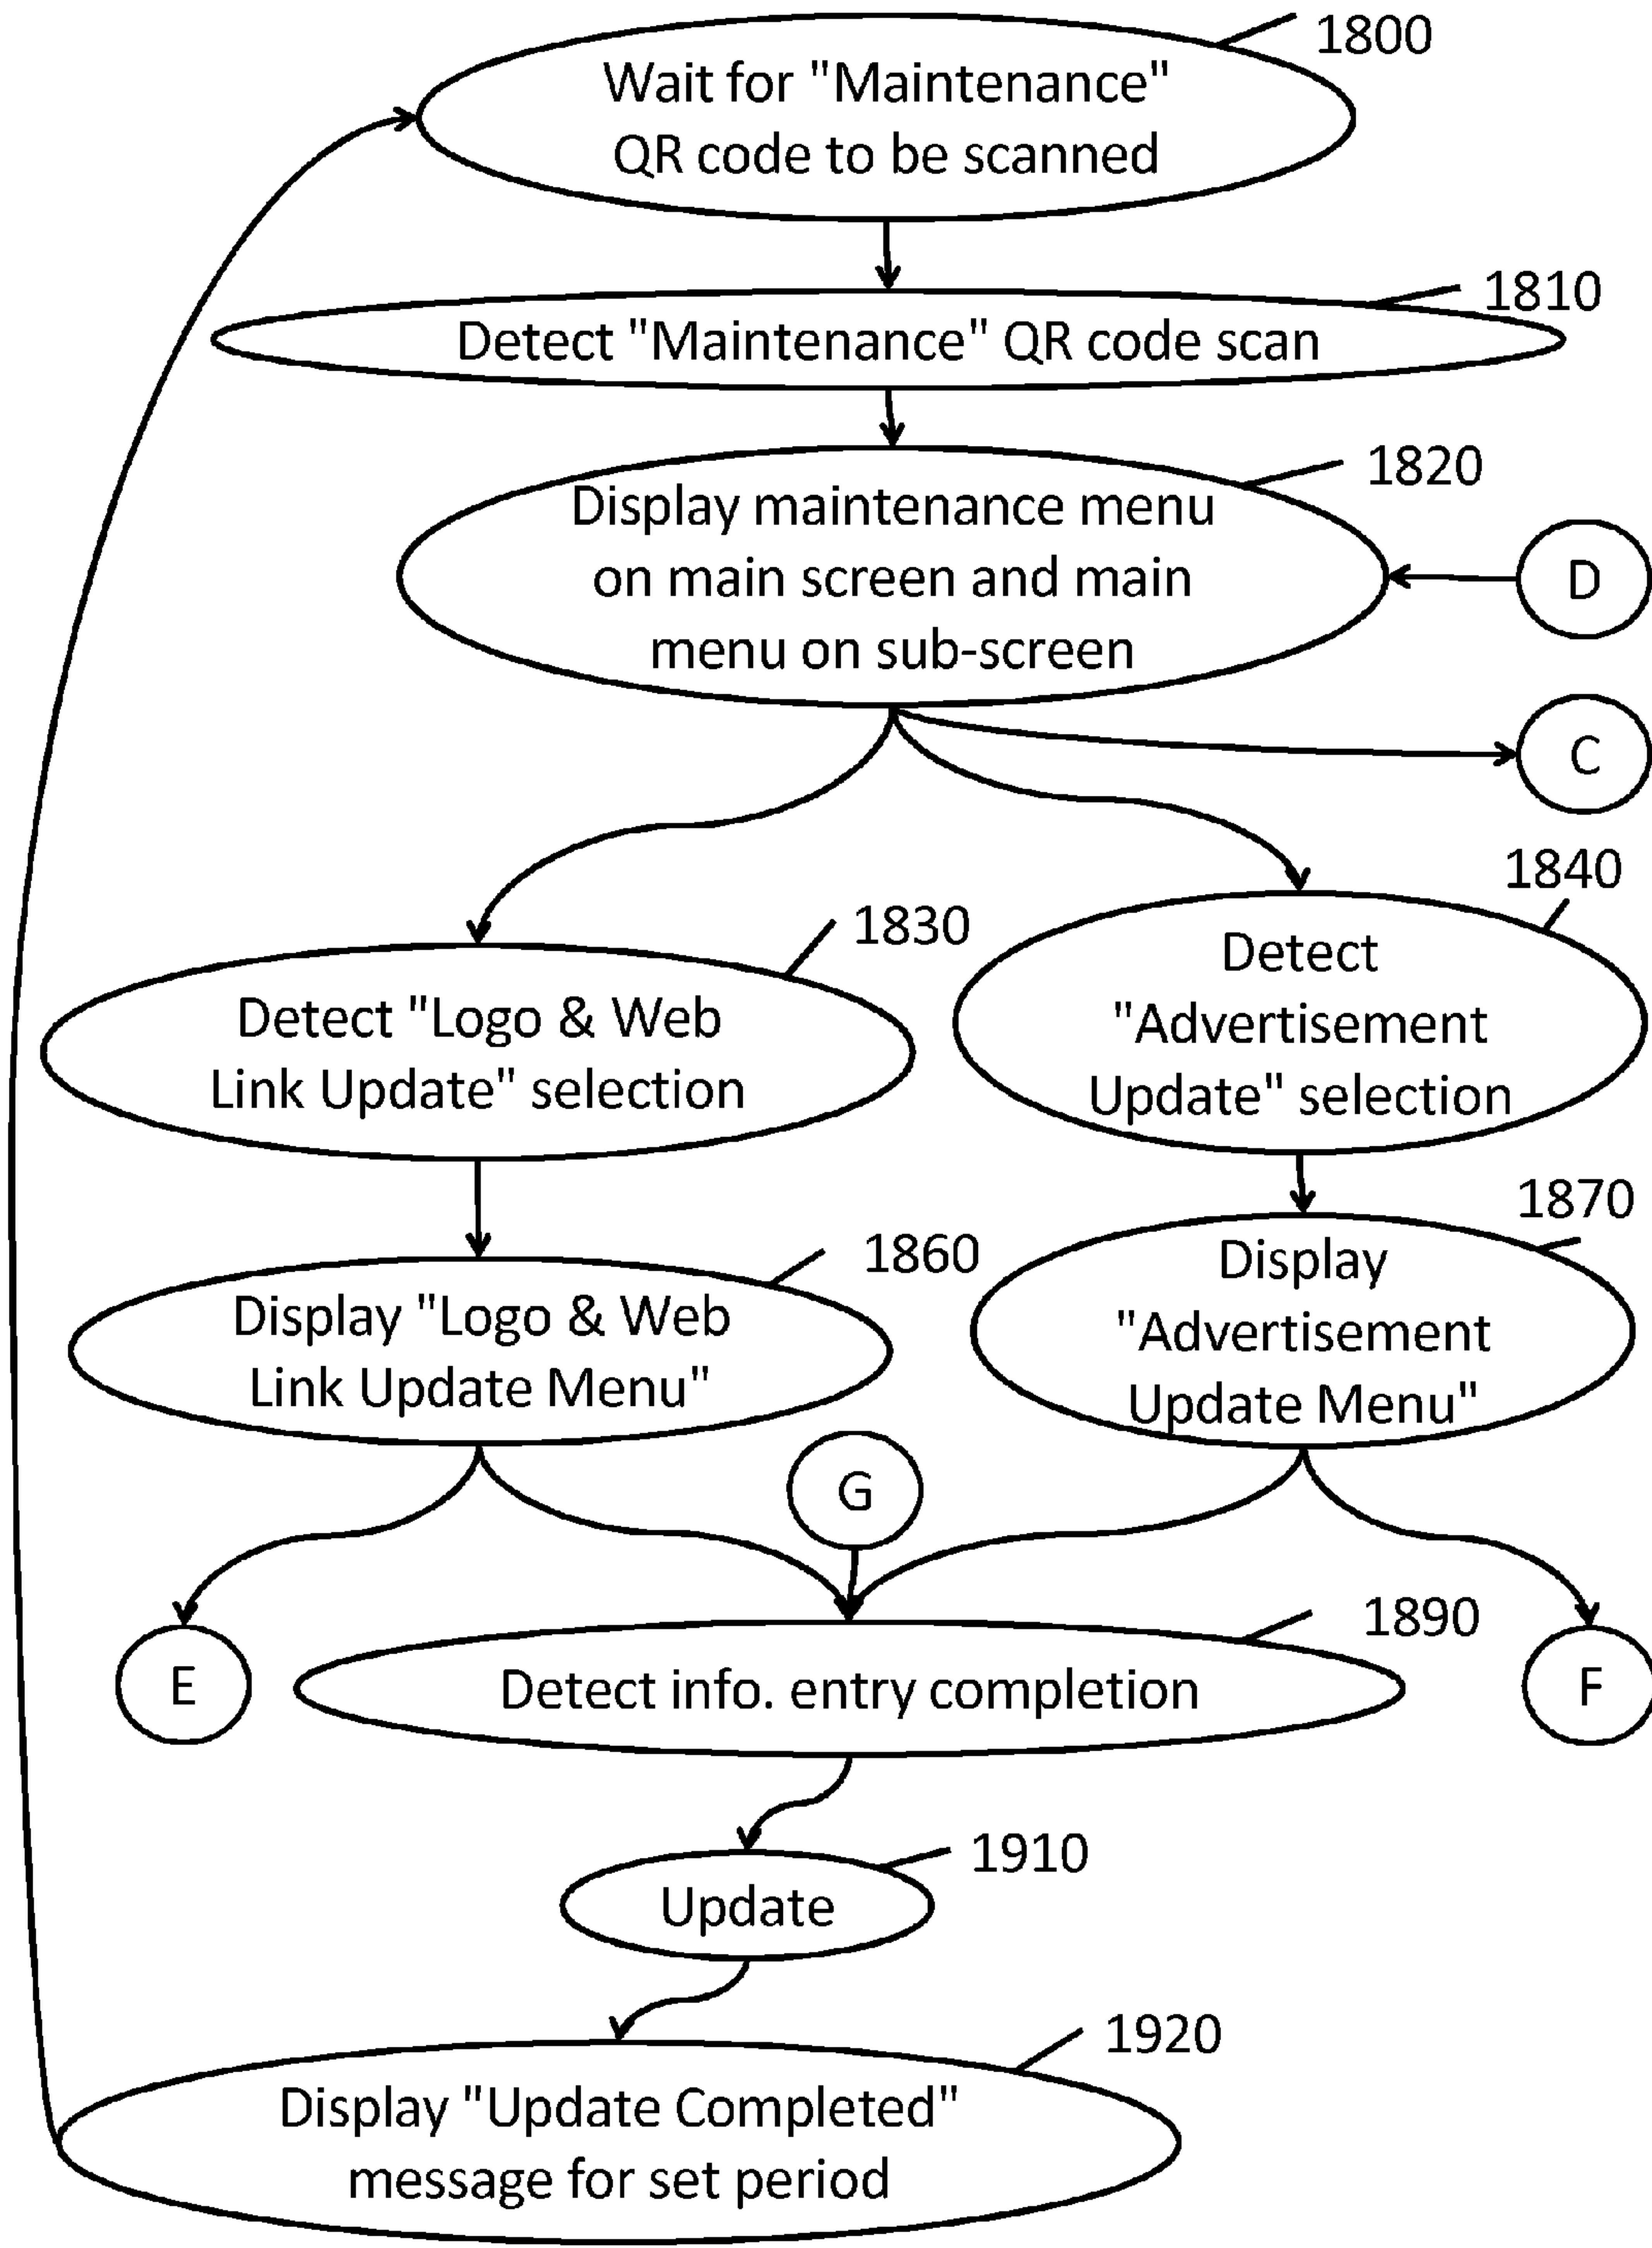 1800
Wait for "Maintenance"
QR code to be scanned
1810
Detect "Maintenance" QR code scan
1820
Display maintenance menu
on main screen and main
menu on sub-screen
D
C
1840
1830
Detect
"Advertisement
Update" selection
Detect "Logo & Web
Link Update" selection
1870
1860
Display
"Advertisement
Update Menu"
Display "Logo & Web
Link Update Menu"
G
1890
E
Detect info. entry completion
F
1910
Update
1920
Display "Update Completed"
message for set period